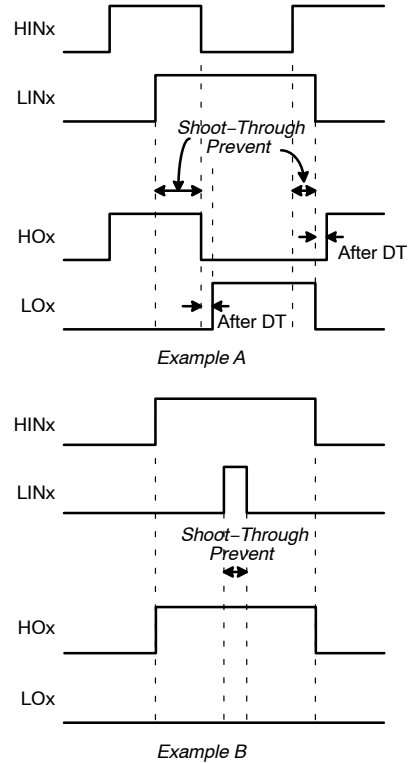 HINx
LINx
Shoot−Through
Prevent
HOx
After DT
LOx
After DT
Example A
HINx
LINx
Shoot−Through
Prevent
HOx
LOx
Example B